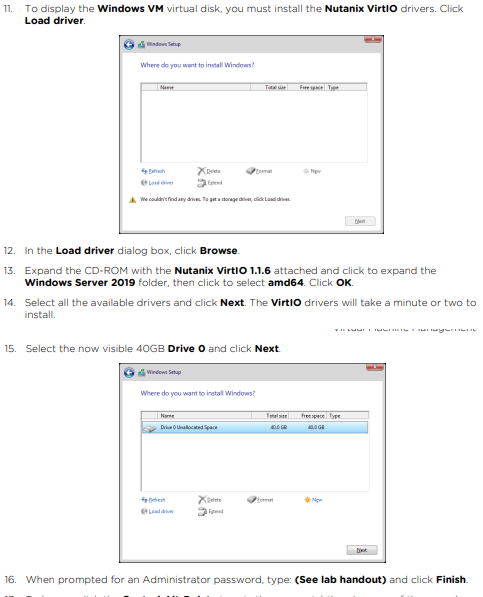 11. To display the Windows VM virtual disk, you must install the Nutanix VirtIO drivers. Click
Load driver.
Windows Setup
Where do you want to install Windows?
Name Total size Free space Type
Refresh Delete Format New
Load driver Extend
We couldn't find any drives. To get a storage driver, click Load driver.
Next
12. In the Load driver dialog box, click Browse.
13. Expand the CD-ROM with the Nutanix VirtIO 1.1.6 attached and click to expand the
Windows Server 2019 folder, then click to select amd64. Click OK.
14. Select all the available drivers and click Next. The VirtIO drivers will take a minute or two to
install.
15. Select the now visible 40GB Drive 0 and click Next.
Windows Setup
Where do you want to install Windows?
Name Total size Free space Type
Drive 0 Unallocated Space 40.0 GB 40.0 GB
Refresh Delete Format New
Load driver Extend
Next
16. When prompted for an Administrator password, type: (See lab handout) and click Finish.